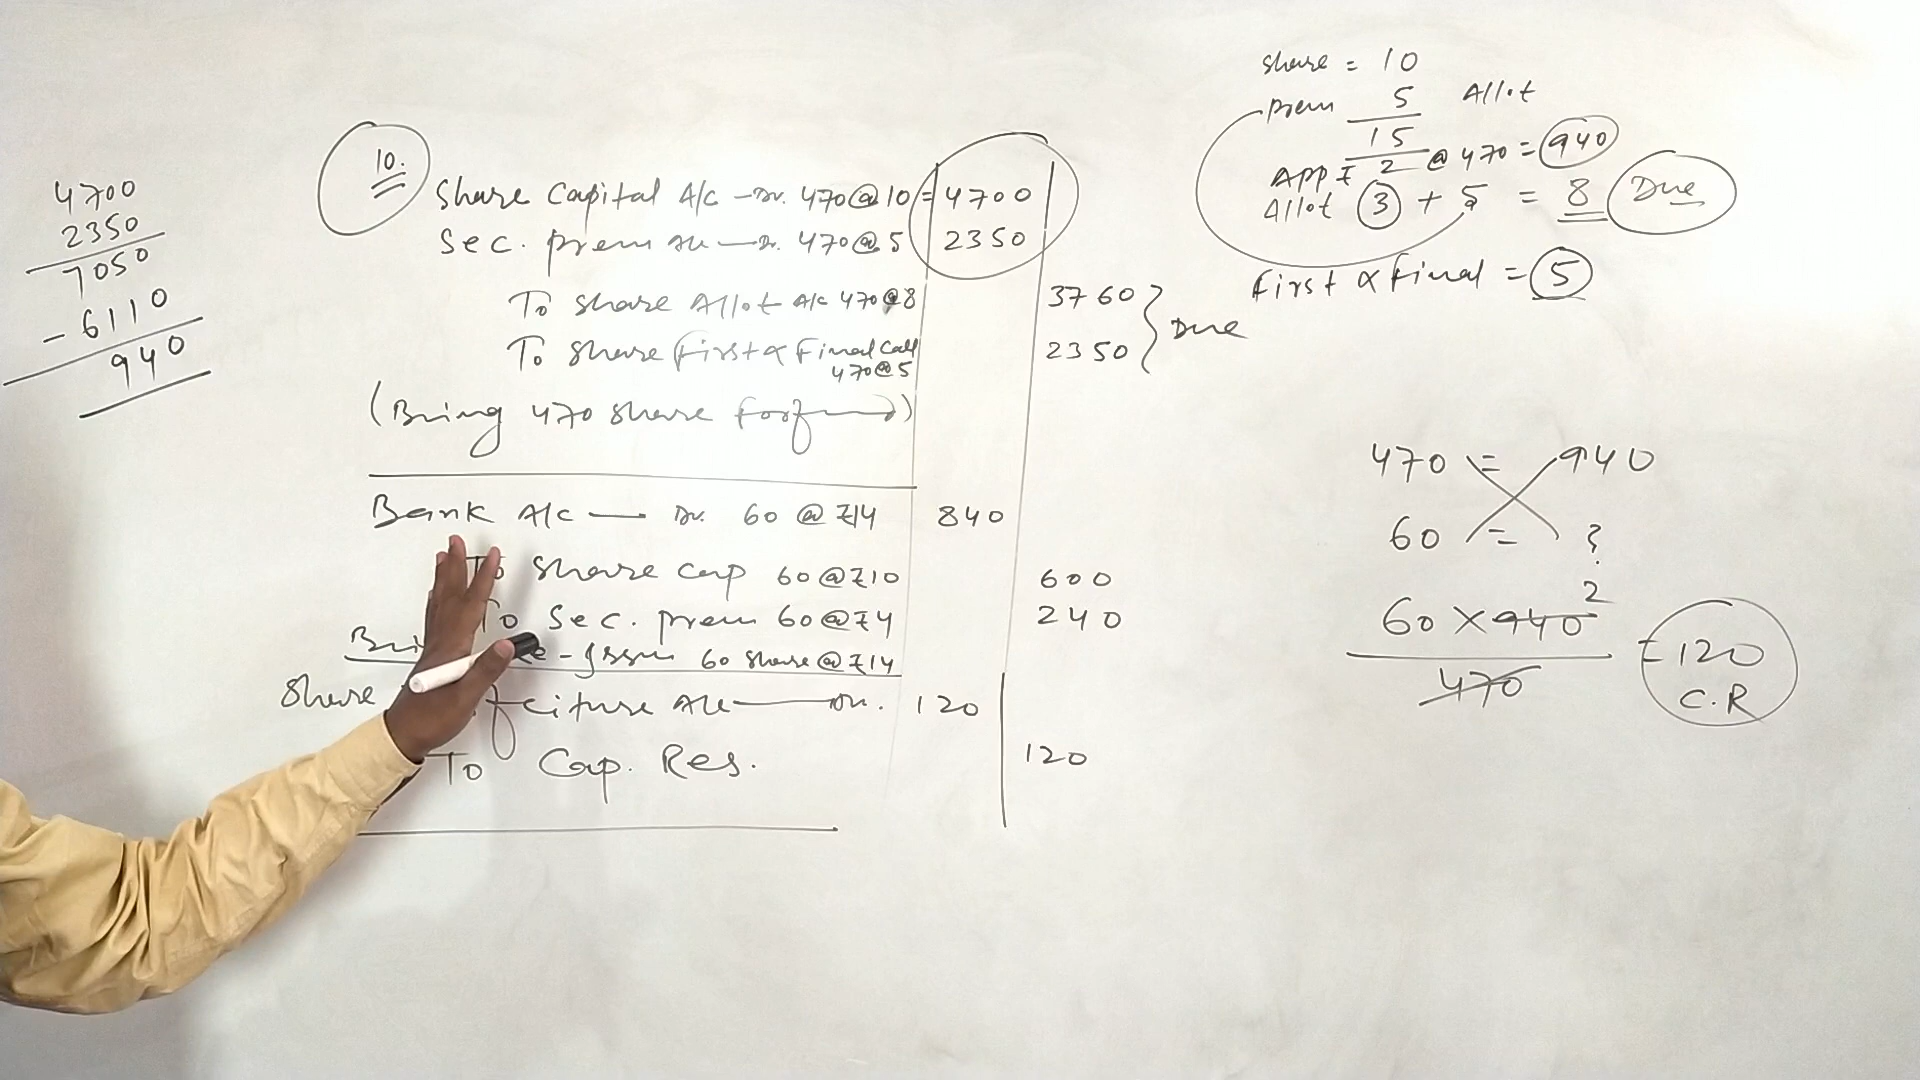 4700
2350
7050
- 6110
940
10.
Share Capital A/c - Dr. 470@10 = 4700
Sec. prem A/c - Dr. 470@5 2350
To Share Allot A/c 470@8 3760
To Share First & Final Call 2350
470@5
Due
(Being 470 share forf)
Bank A/c - Dr. 60 @ ₹14 840
To Share cap 60@₹10 600
To Sec. prem 60@₹4 240
Re-Issue 60 Share@₹14
Share feiture A/c - Dr. 120
To Cap. Res. 120
Share = 10
Prem 5 Allot
15
APP ₹ 2 @ 470 = 940
Allot 3 + 5 = 8 Due
First & Final = 5
470 = 940
60 = ?
2
60 X 940
470
= 120
C.R